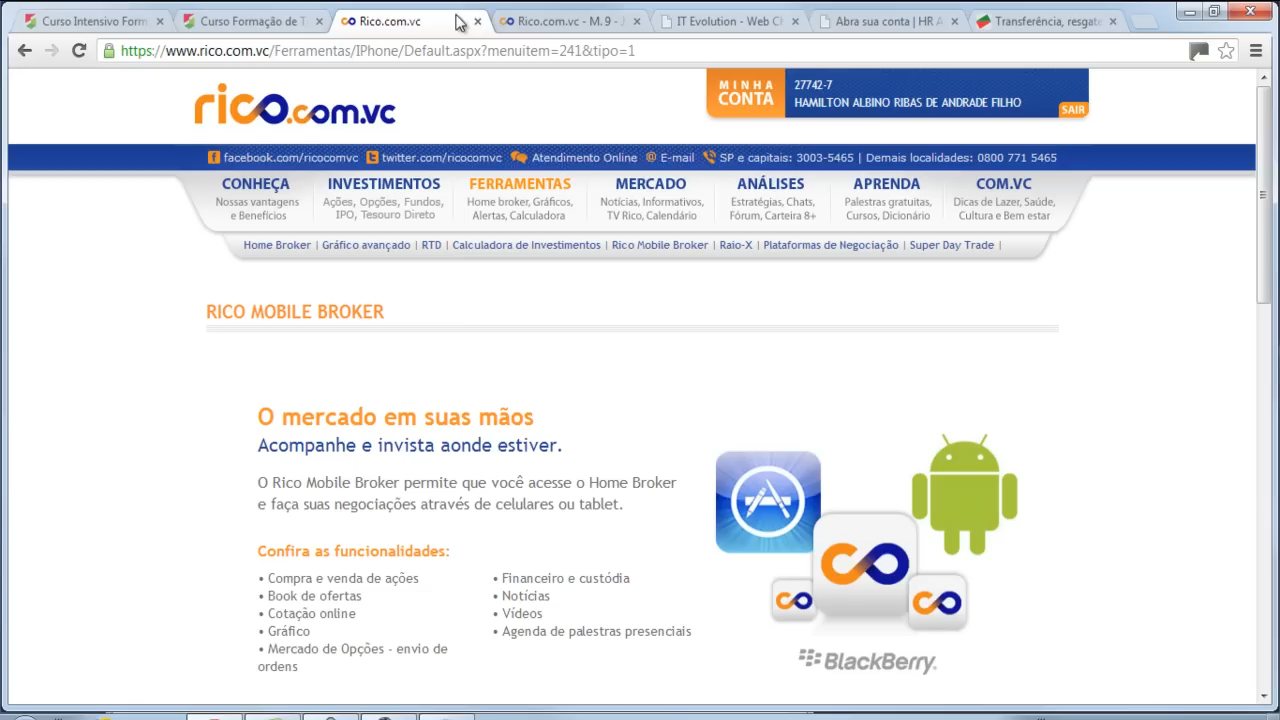 Curso Intensivo Form
Curso Formação de T
Rico.com.vc
Rico.com.vc - M. 9 - J
IT Evolution - Web Cl
Abra sua conta | HR A
Transferência, resgate
https://www.rico.com.vc/Ferramentas/IPhone/Default.aspx?menuitem=241&tipo=1
rico.com.vc
MINHA CONTA
27742-7
HAMILTON ALBINO RIBAS DE ANDRADE FILHO
SAIR
facebook.com/ricocomvc twitter.com/ricocomvc Atendimento Online @ E-mail SP e capitais: 3003-5465 | Demais localidades: 0800 771 5465
CONHEÇA
Nossas vantagens
e Benefícios
INVESTIMENTOS
Ações, Opções, Fundos,
IPO, Tesouro Direto
FERRAMENTAS
Home broker, Gráficos,
Alertas, Calculadora
MERCADO
Notícias, Informativos,
TV Rico, Calendário
ANÁLISES
Estratégias, Chats,
Fórum, Carteira 8+
APRENDA
Palestras gratuitas,
Cursos, Dicionário
COM.VC
Dicas de Lazer, Saúde,
Cultura e Bem estar
Home Broker | Gráfico avançado | RTD | Calculadora de Investimentos | Rico Mobile Broker | Raio-X | Plataformas de Negociação | Super Day Trade |
RICO MOBILE BROKER
O mercado em suas mãos
Acompanhe e invista aonde estiver.
O Rico Mobile Broker permite que você acesse o Home Broker
e faça suas negociações através de celulares ou tablet.
Confira as funcionalidades:
• Compra e venda de ações
• Book de ofertas
• Cotação online
• Gráfico
• Mercado de Opções - envio de
ordens
• Financeiro e custódia
• Notícias
• Vídeos
• Agenda de palestras presenciais
BlackBerry.